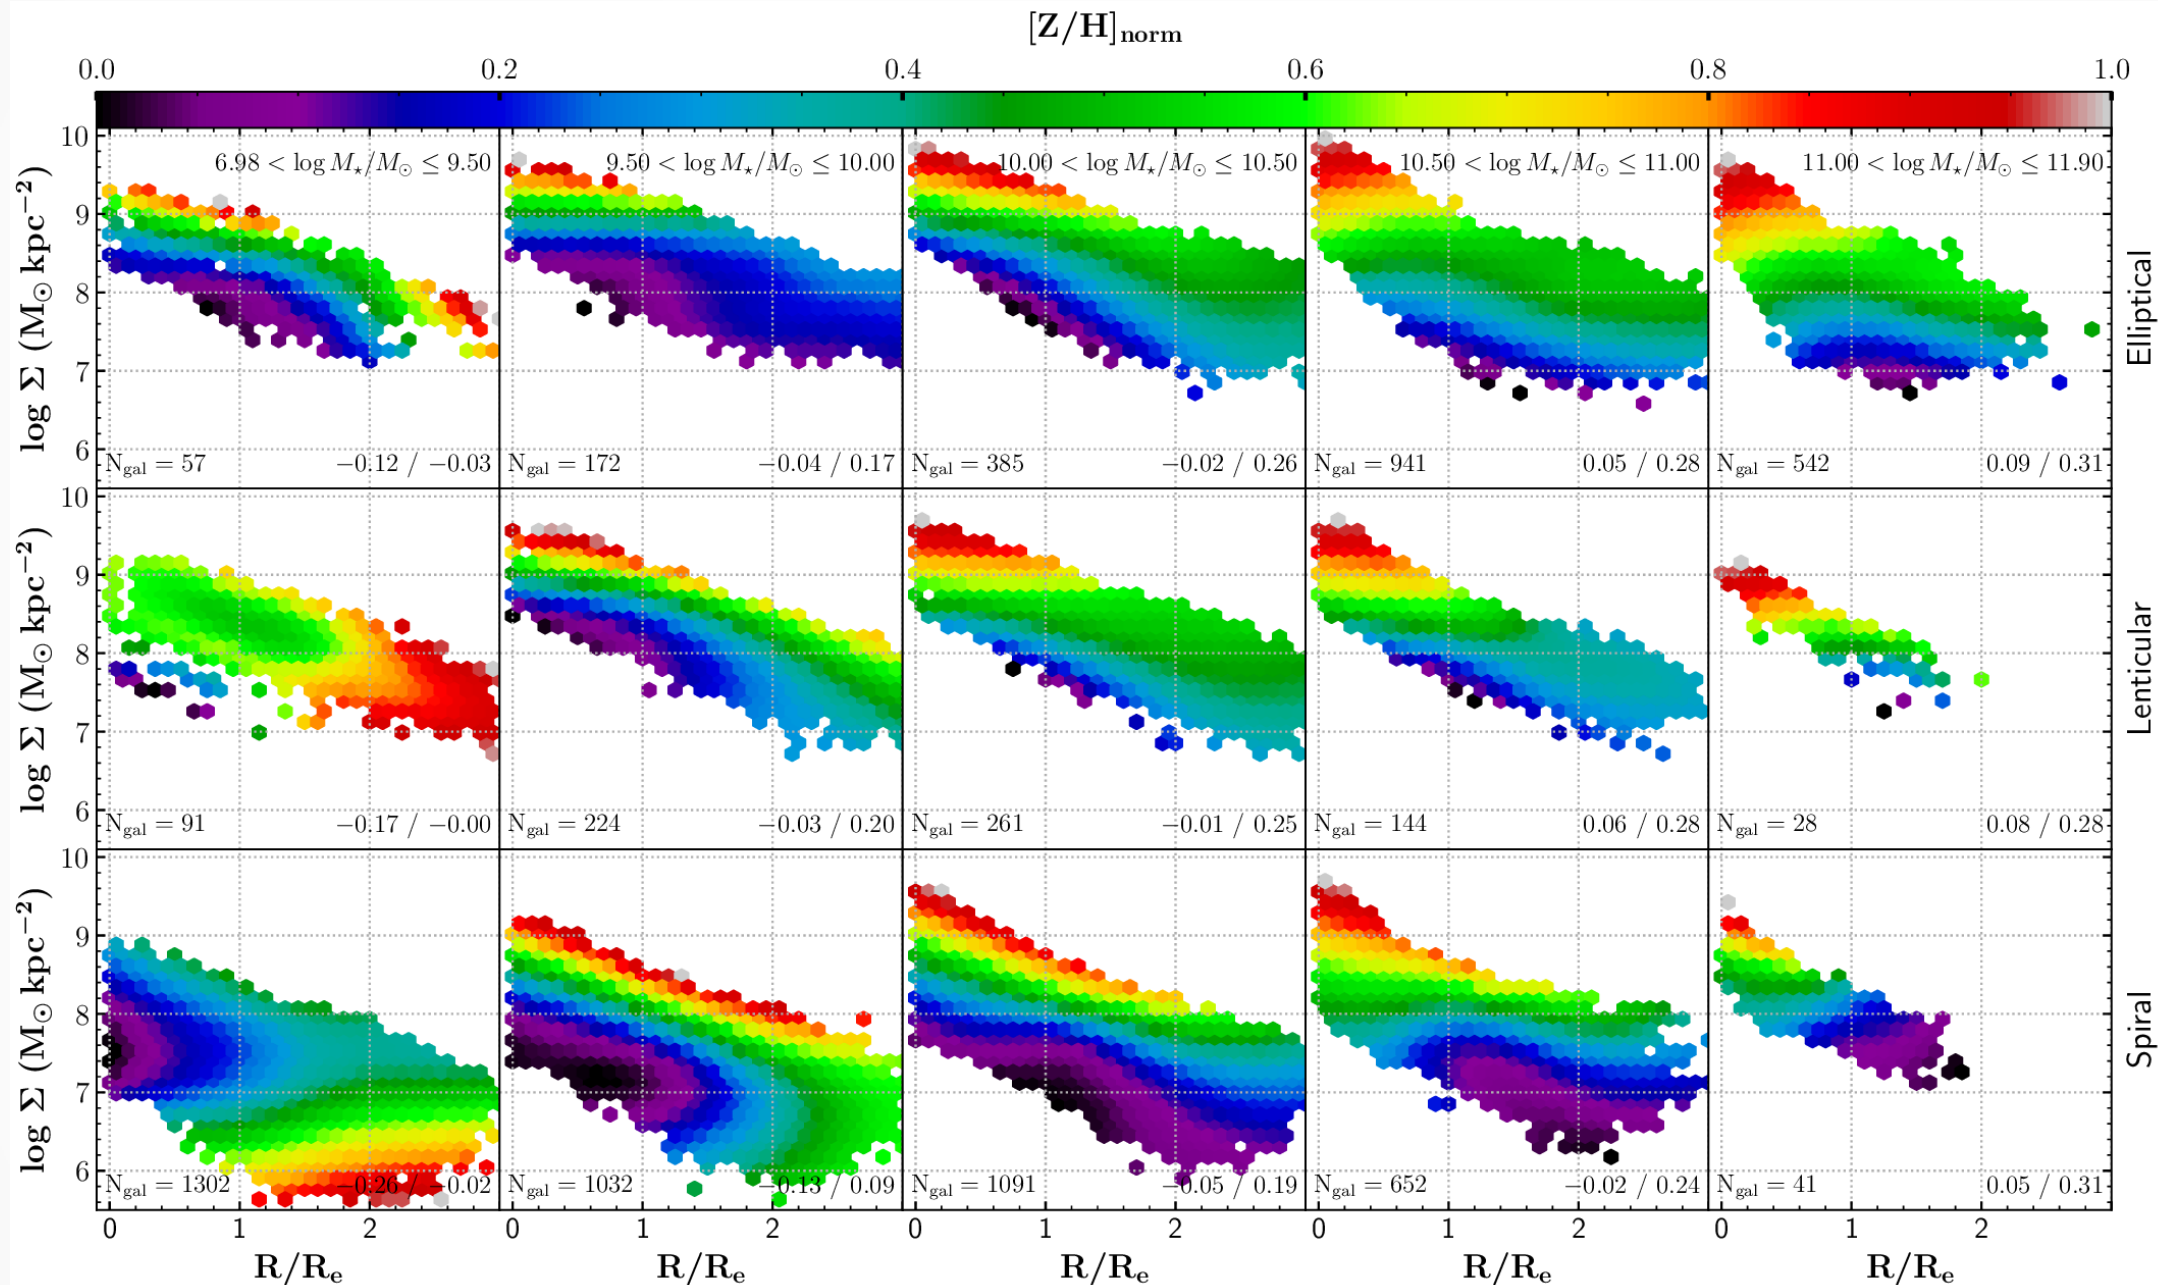 [Z/H]norm
0.0 0.2 0.4 0.6 0.8 1.0
10 9 8 7 6
log Σ (M⊙ kpc−2)
6.98 < log M⋆/M⊙ ≤ 9.50
Ngal = 57 −0.12 / −0.03
9.50 < log M⋆/M⊙ ≤ 10.00
Ngal = 172 −0.04 / 0.17
10.00 < log M⋆/M⊙ ≤ 10.50
Ngal = 385 −0.02 / 0.26
10.50 < log M⋆/M⊙ ≤ 11.00
Ngal = 941 0.05 / 0.28
11.00 < log M⋆/M⊙ ≤ 11.90
Ngal = 542 0.09 / 0.31
Elliptical
10 9 8 7 6
log Σ (M⊙ kpc−2)
Ngal = 91 −0.17 / −0.00
Ngal = 224 −0.03 / 0.20
Ngal = 261 −0.01 / 0.25
Ngal = 144 0.06 / 0.28
Ngal = 28 0.08 / 0.28
Lenticular
10 9 8 7 6
log Σ (M⊙ kpc−2)
Ngal = 1302 −0.26 / −0.02
Ngal = 1032 −0.13 / 0.09
Ngal = 1091 −0.05 / 0.19
Ngal = 652 −0.02 / 0.24
Ngal = 41 0.05 / 0.31
Spiral
0 1 2 0 1 2 0 1 2 0 1 2 0 1 2
R/Re R/Re R/Re R/Re R/Re